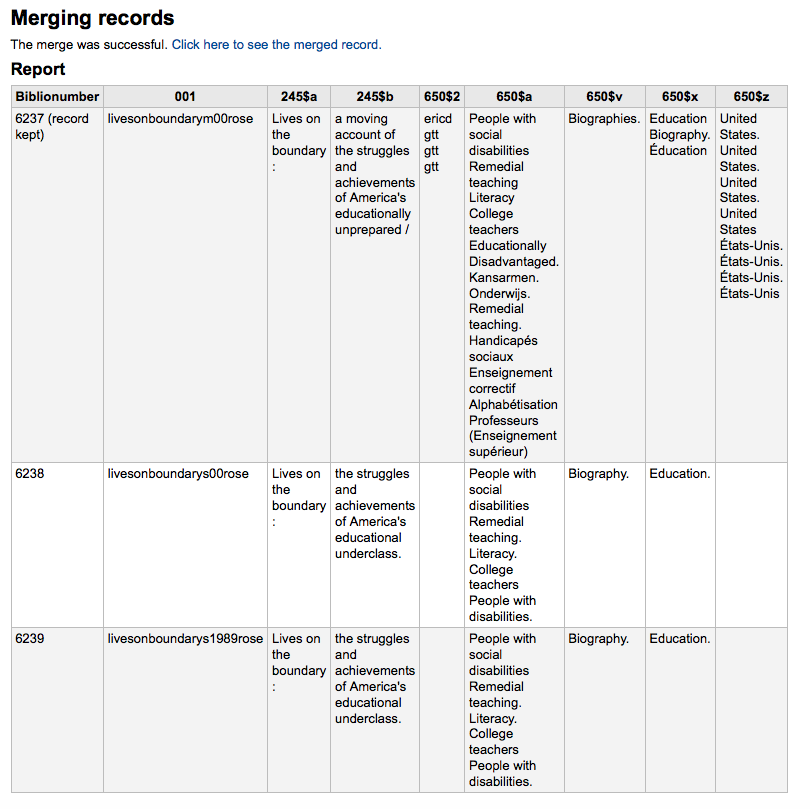 Merging records
The merge was successful. Click here to see the merged record.
Report
Biblionumber 001 245$a 245$b 650$2 650$a 650$v 650$x 650$z
6237 (record
kept)
livesonboundarym00rose
Lives on
the
boundary
:
a moving
account of
the struggles
and
achievements
of America's
educationally
unprepared /
ericd
gtt
gtt
gtt
People with
social
disabilities
Remedial
teaching
Literacy
College
teachers
Educationally
Disadvantaged.
Kansarmen.
Onderwijs.
Remedial
teaching.
Handicapés
sociaux
Enseignement
correctif
Alphabétisation
Professeurs
(Enseignement
supérieur)
Biographies.
Education
Biography.
Éducation
United
States.
United
States.
United
States.
United
States
États-Unis.
États-Unis.
États-Unis.
États-Unis
6238
livesonboundarys00rose
Lives on
the
boundary
:
the struggles
and
achievements
of America's
educational
underclass.
People with
social
disabilities
Remedial
teaching.
Literacy.
College
teachers
People with
disabilities.
Biography.
Education.
6239
livesonboundarys1989rose
Lives on
the
boundary
:
the struggles
and
achievements
of America's
educational
underclass.
People with
social
disabilities
Remedial
teaching.
Literacy.
College
teachers
People with
disabilities.
Biography.
Education.